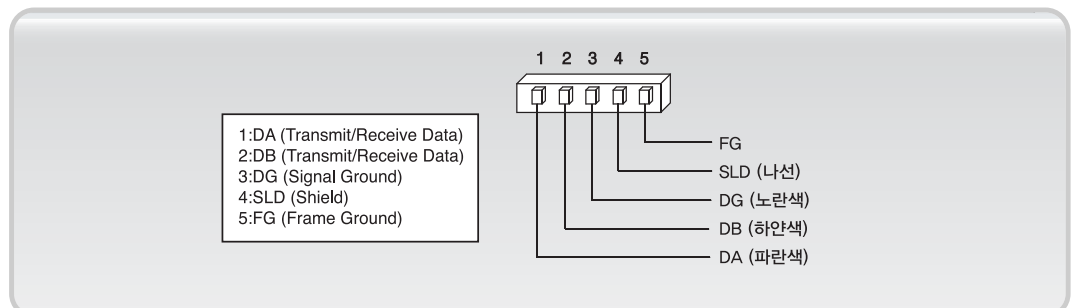 1 2 3 4 5
1:DA (Transmit/Receive Data)
2:DB (Transmit/Receive Data)
3:DG (Signal Ground)
4:SLD (Shield)
5:FG (Frame Ground)
FG
SLD (나선)
DG (노란색)
DB (하얀색)
DA (파란색)